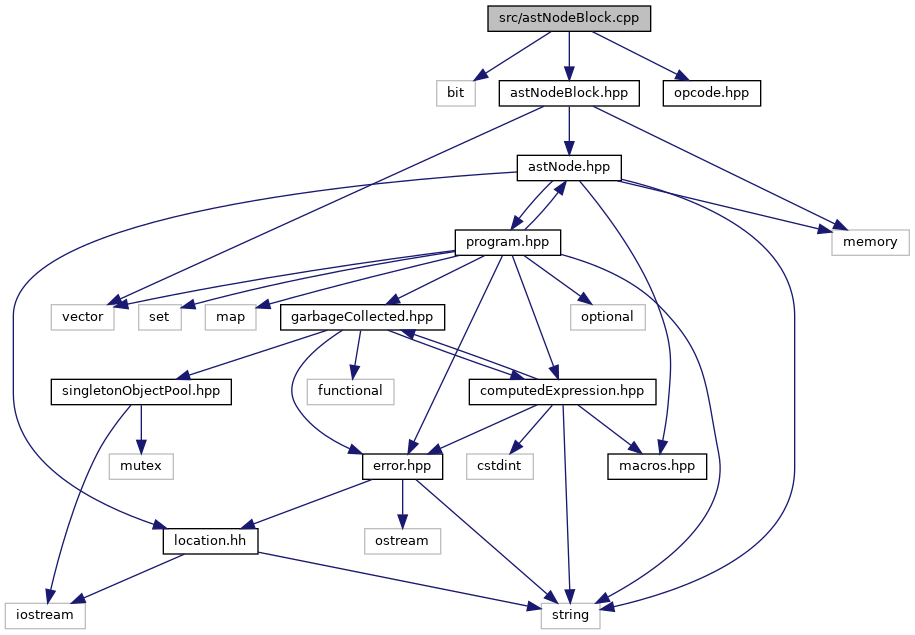 src/astNodeBlock.cpp
bit
astNodeBlock.hpp
opcode.hpp
astNode.hpp
program.hpp
memory
vector
set
map
garbageCollected.hpp
optional
singletonObjectPool.hpp
functional
computedExpression.hpp
mutex
error.hpp
cstdint
macros.hpp
location.hh
ostream
iostream
string